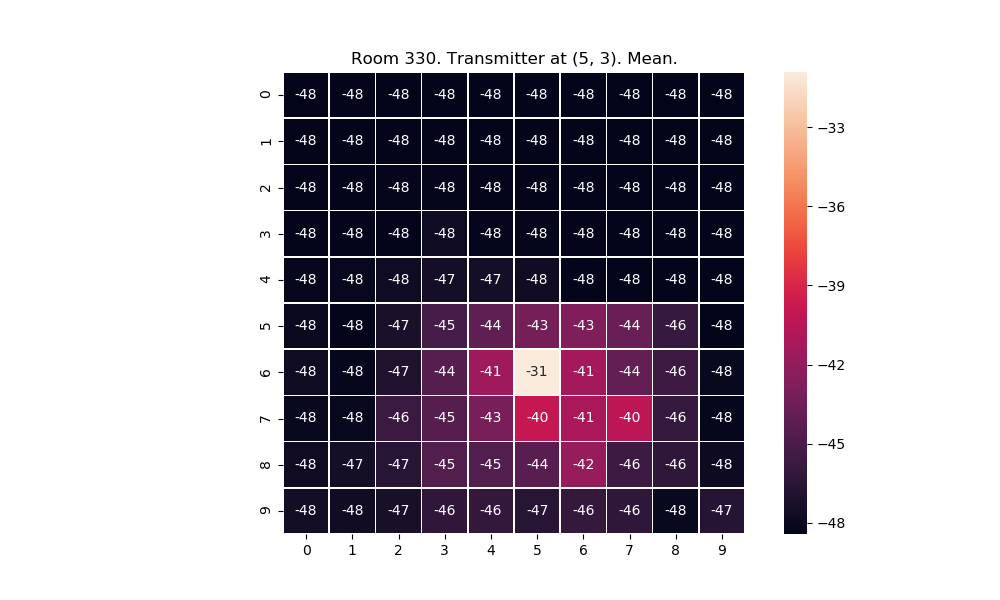 Room 330. Transmitter at (5, 3). Mean.
0 -48 -48 -48 -48 -48 -48 -48 -48 -48 -48
1 -48 -48 -48 -48 -48 -48 -48 -48 -48 -48
2 -48 -48 -48 -48 -48 -48 -48 -48 -48 -48
3 -48 -48 -48 -48 -48 -48 -48 -48 -48 -48
4 -48 -48 -48 -47 -47 -48 -48 -48 -48 -48
5 -48 -48 -47 -45 -44 -43 -43 -44 -46 -48
6 -48 -48 -47 -44 -41 -31 -41 -44 -46 -48
7 -48 -48 -46 -45 -43 -40 -41 -40 -46 -48
8 -48 -47 -47 -45 -45 -44 -42 -46 -46 -48
9 -48 -48 -47 -46 -46 -47 -46 -46 -48 -47
0 1 2 3 4 5 6 7 8 9
−33
−36
−39
−42
−45
−48